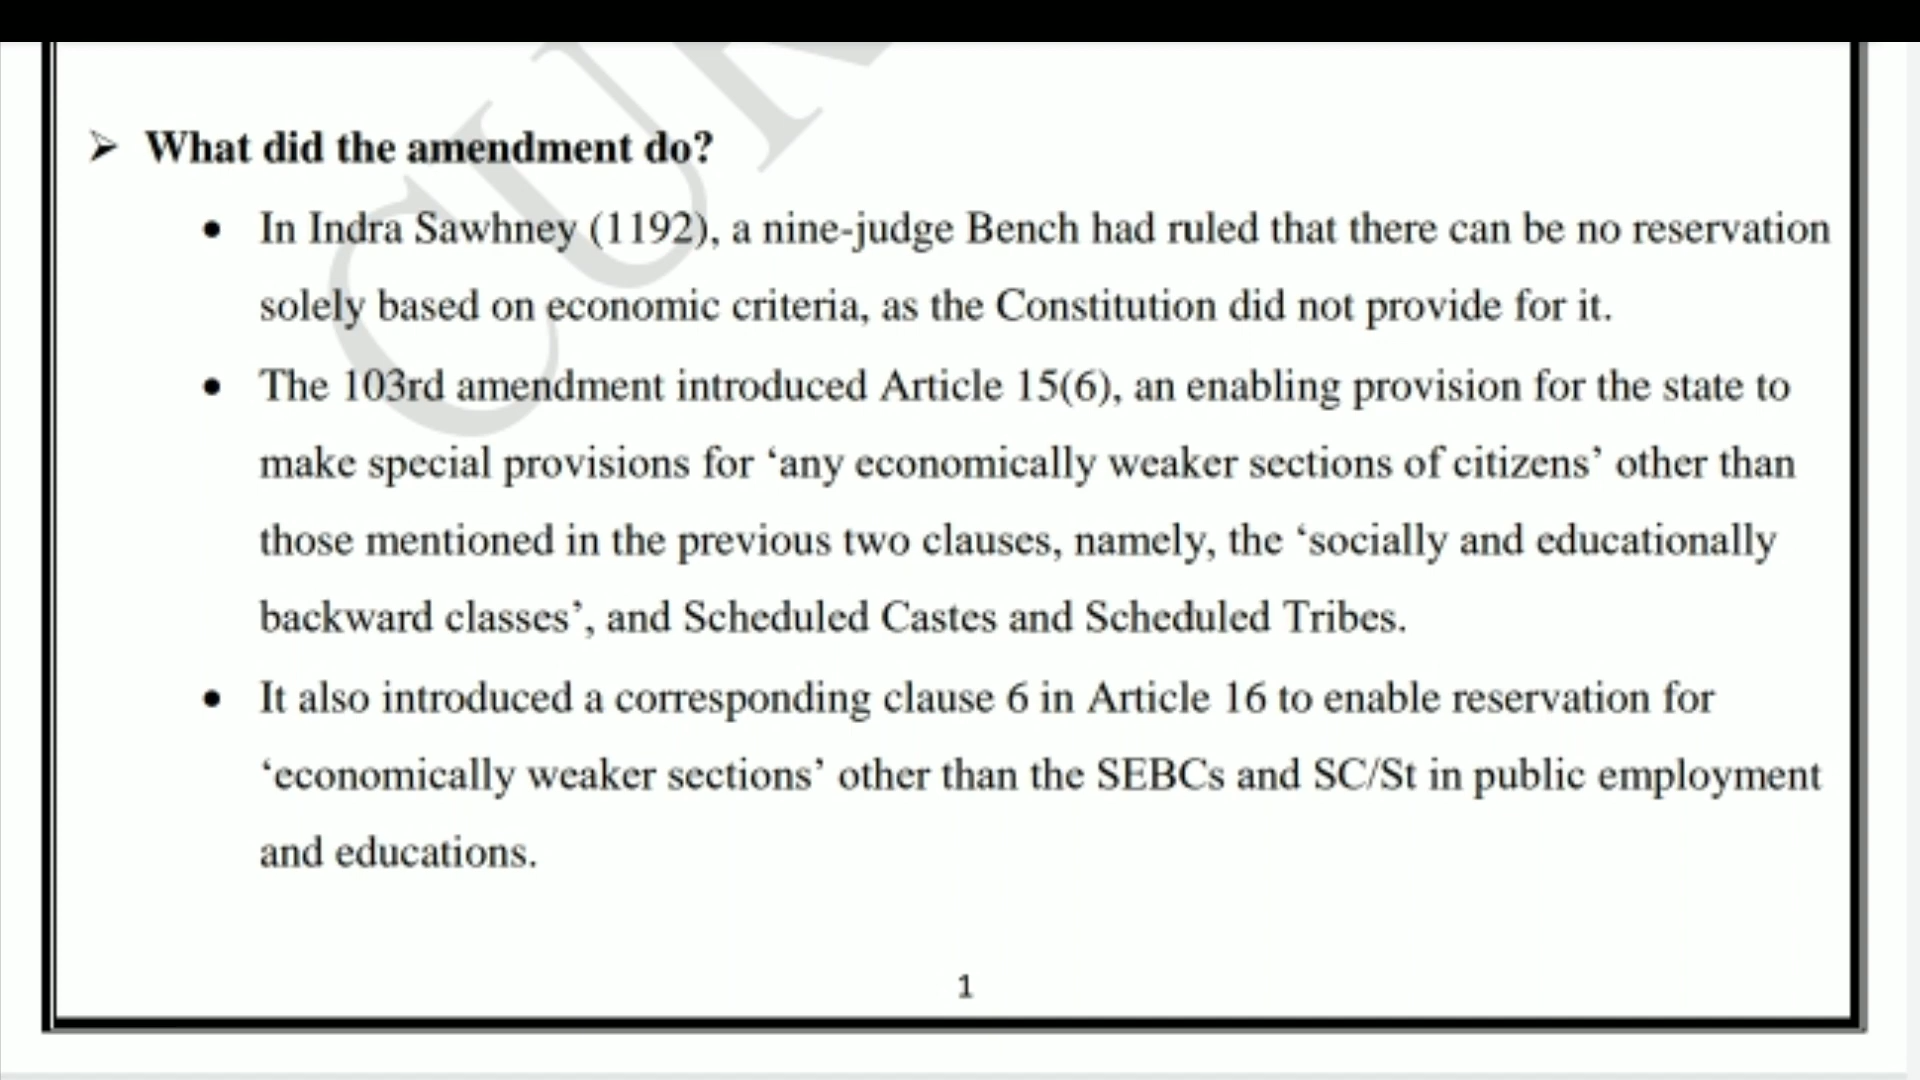 ➢ What did the amendment do?
• In Indra Sawhney (1192), a nine-judge Bench had ruled that there can be no reservation
solely based on economic criteria, as the Constitution did not provide for it.
• The 103rd amendment introduced Article 15(6), an enabling provision for the state to
make special provisions for ‘any economically weaker sections of citizens’ other than
those mentioned in the previous two clauses, namely, the ‘socially and educationally
backward classes’, and Scheduled Castes and Scheduled Tribes.
• It also introduced a corresponding clause 6 in Article 16 to enable reservation for
‘economically weaker sections’ other than the SEBCs and SC/St in public employment
and educations.
1